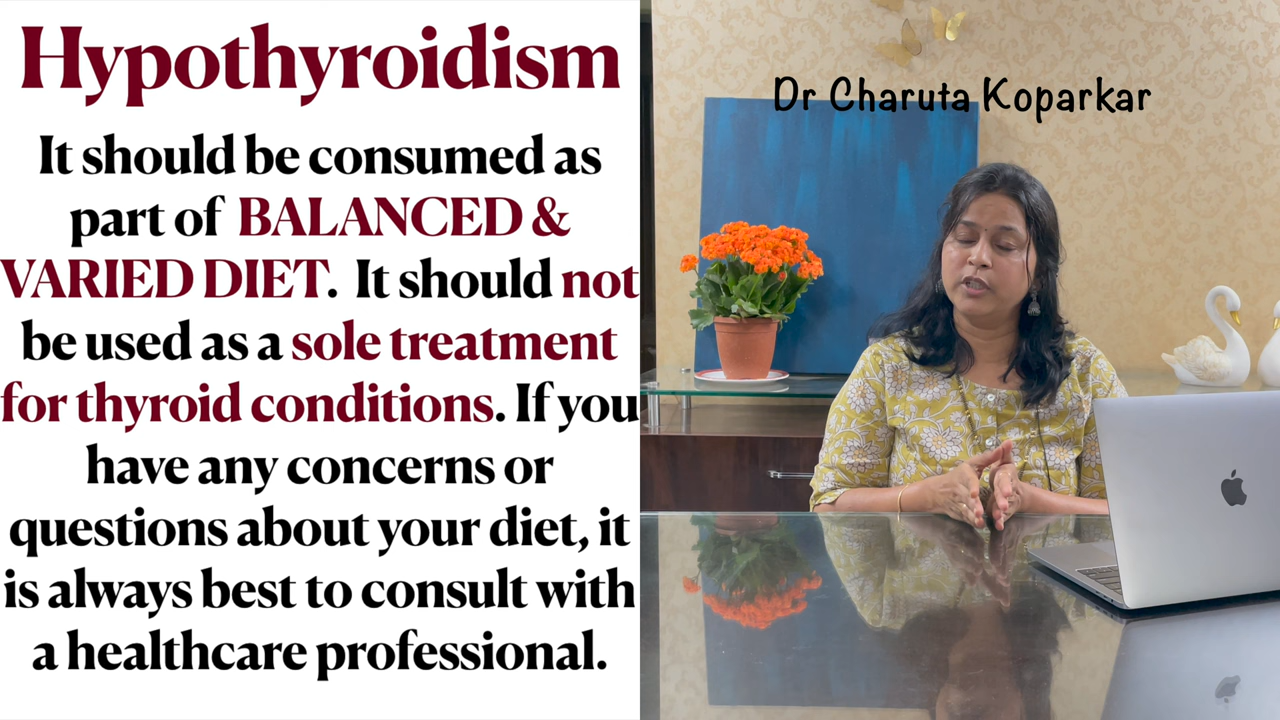 Hypothyroidism
It should be consumed as
part of BALANCED &
VARIED DIET. It should not
be used as a sole treatment
for thyroid conditions. If you
have any concerns or
questions about your diet, it
is always best to consult with
a healthcare professional.
Dr Charuta Koparkar